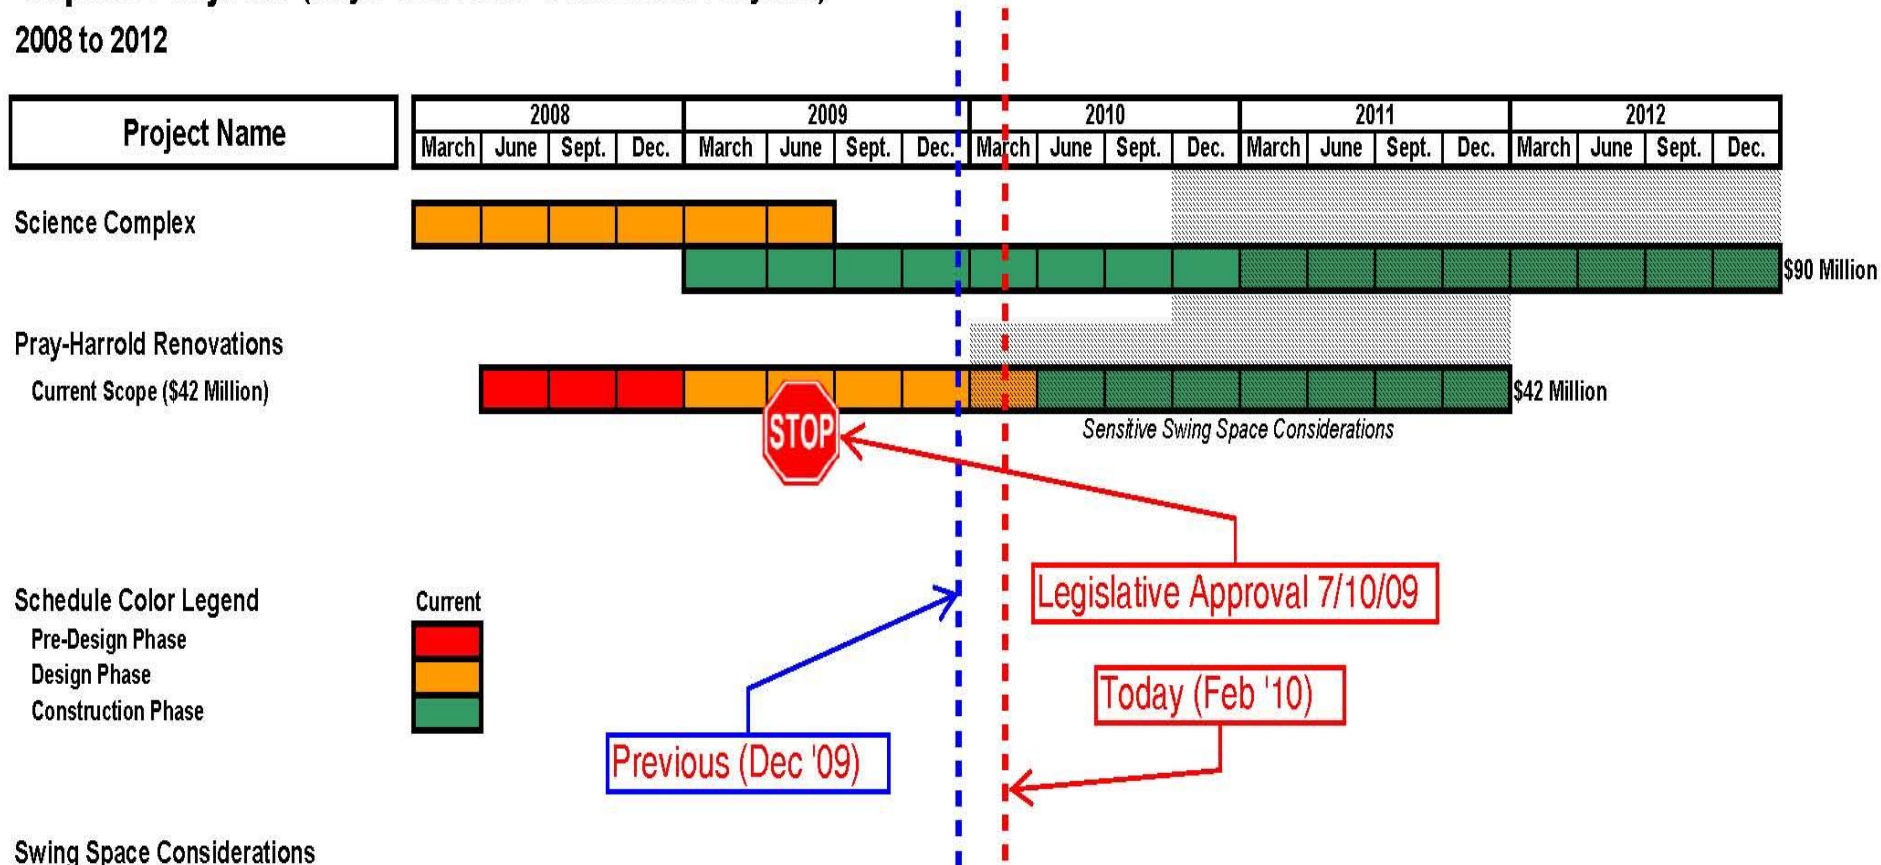 2008 to 2012
Project Name
2008 2009 2010 2011 2012
March June Sept. Dec. March June Sept. Dec. March June Sept. Dec. March June Sept. Dec. March June Sept. Dec.
Science Complex
$90 Million
Pray-Harrold Renovations
Current Scope ($42 Million)
$42 Million
STOP
Sensitive Swing Space Considerations
Legislative Approval 7/10/09
Schedule Color Legend
Current
Pre-Design Phase
Design Phase
Construction Phase
Today (Feb '10)
Previous (Dec '09)
Swing Space Considerations